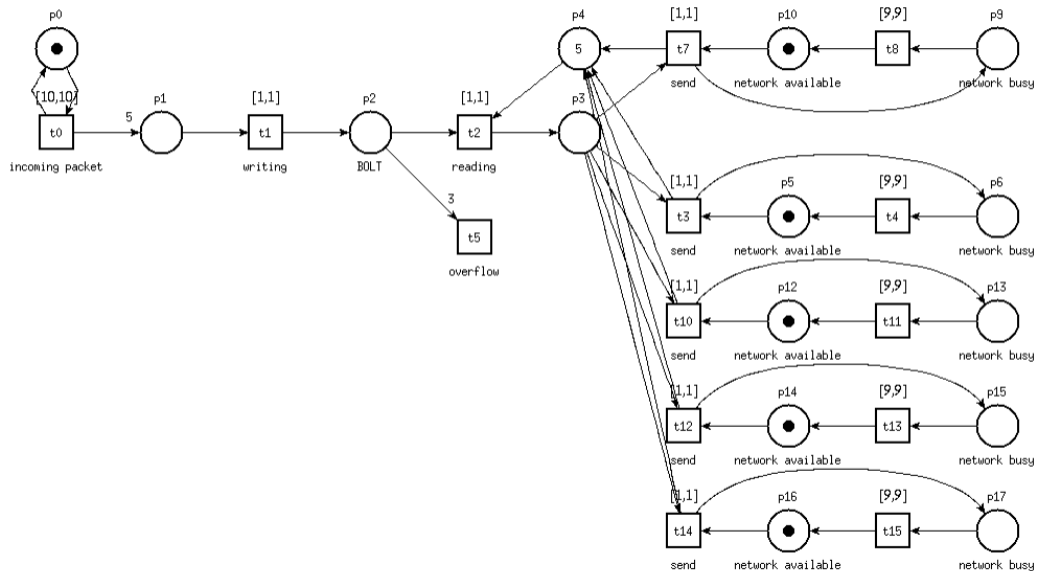 p0
p4
[1,1]
p10
[9,9]
p9
5
t7
t8
[10,10]
p1
[1,1]
p2
[1,1]
p3
send
network available
network busy
t0
5
t1
t2
incoming packet
writing
BOLT
reading
[1,1]
p5
[9,9]
p6
3
t3
t4
t5
send
network available
network busy
overflow
[1,1]
p12
[9,9]
p13
t10
t11
send
network available
network busy
[1,1]
p14
[9,9]
p15
t12
t13
send
network available
network busy
[1,1]
p16
[9,9]
p17
t14
t15
send
network available
network busy